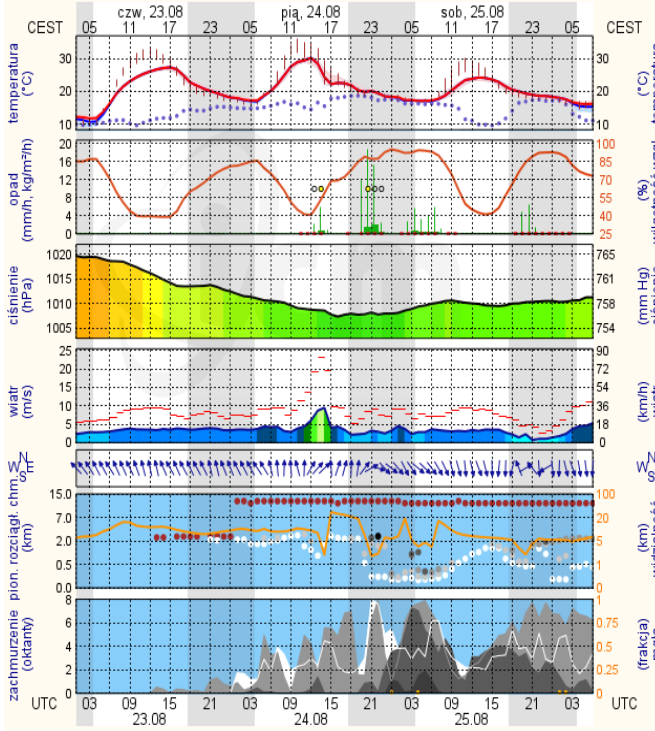 czw, 23.08 pią, 24.08 sob, 25.08
CEST 05 11 17 23 05 11 17 23 05 11 17 23 05 CEST
temperatura (°C) 30 20 10 30 20 10 temperatura (°C)
opad (mm/h, kg/m²/h) 20 16 12 8 4 0 100 85 70 55 40 25 (%)
ciśnienie (hPa) 1020 1015 1010 1005 765 761 758 754 (mm Hg) ciśnienie
wiatr (m/s) 25 20 15 10 5 0 90 72 54 36 18 0 (km/h) wiatr
N W E S N W E S
pion. rozciągł. chm. (km) 15.0 7.0 2.0 0.5 0.0 100 20 5 1 0 (km)
zachmurzenie (oktanty) 8 6 4 2 0 1 0.75 0.5 0.25 0 (frakcja
UTC 03 09 15 21 03 09 15 21 03 09 15 21 03 UTC
23.08 24.08 25.08